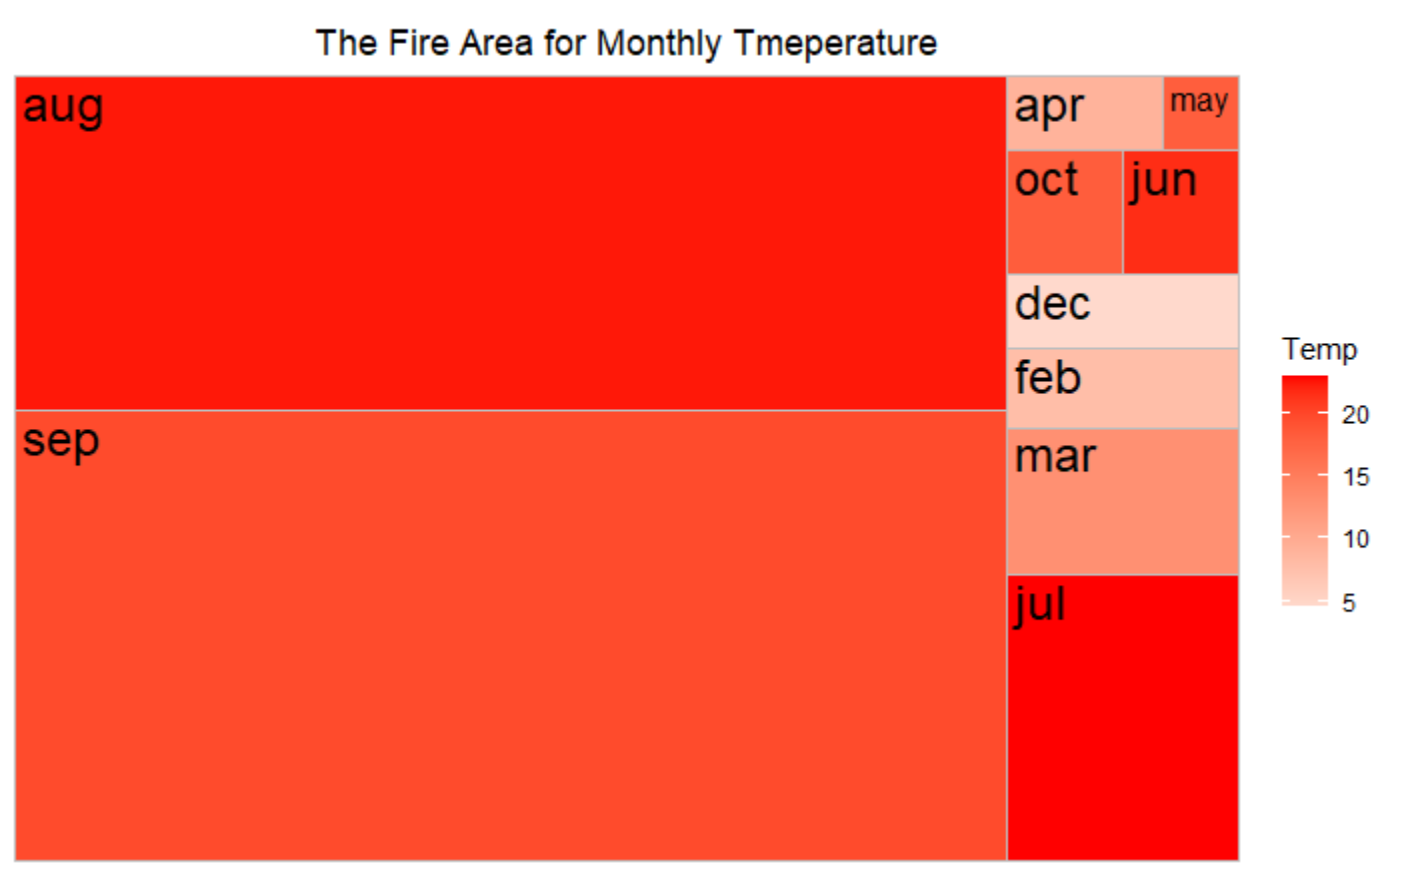 The Fire Area for Monthly Tmeperature
aug
apr
may
oct
jun
dec
feb
sep
mar
jul
Temp
20
15
10
5